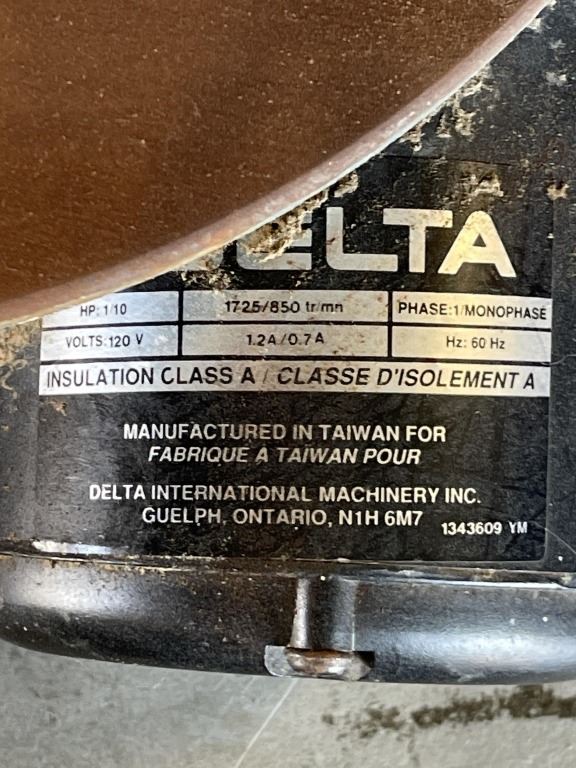 DELTA
HP: 1/10 1725/850 tr/mn PHASE:1/MONOPHASE
VOLTS:120 V 1.2A/0.7A Hz: 60 Hz
INSULATION CLASS A / CLASSE D'ISOLEMENT A
MANUFACTURED IN TAIWAN FOR
FABRIQUE A TAIWAN POUR
DELTA INTERNATIONAL MACHINERY INC.
GUELPH, ONTARIO, N1H 6M7
1343609 YM